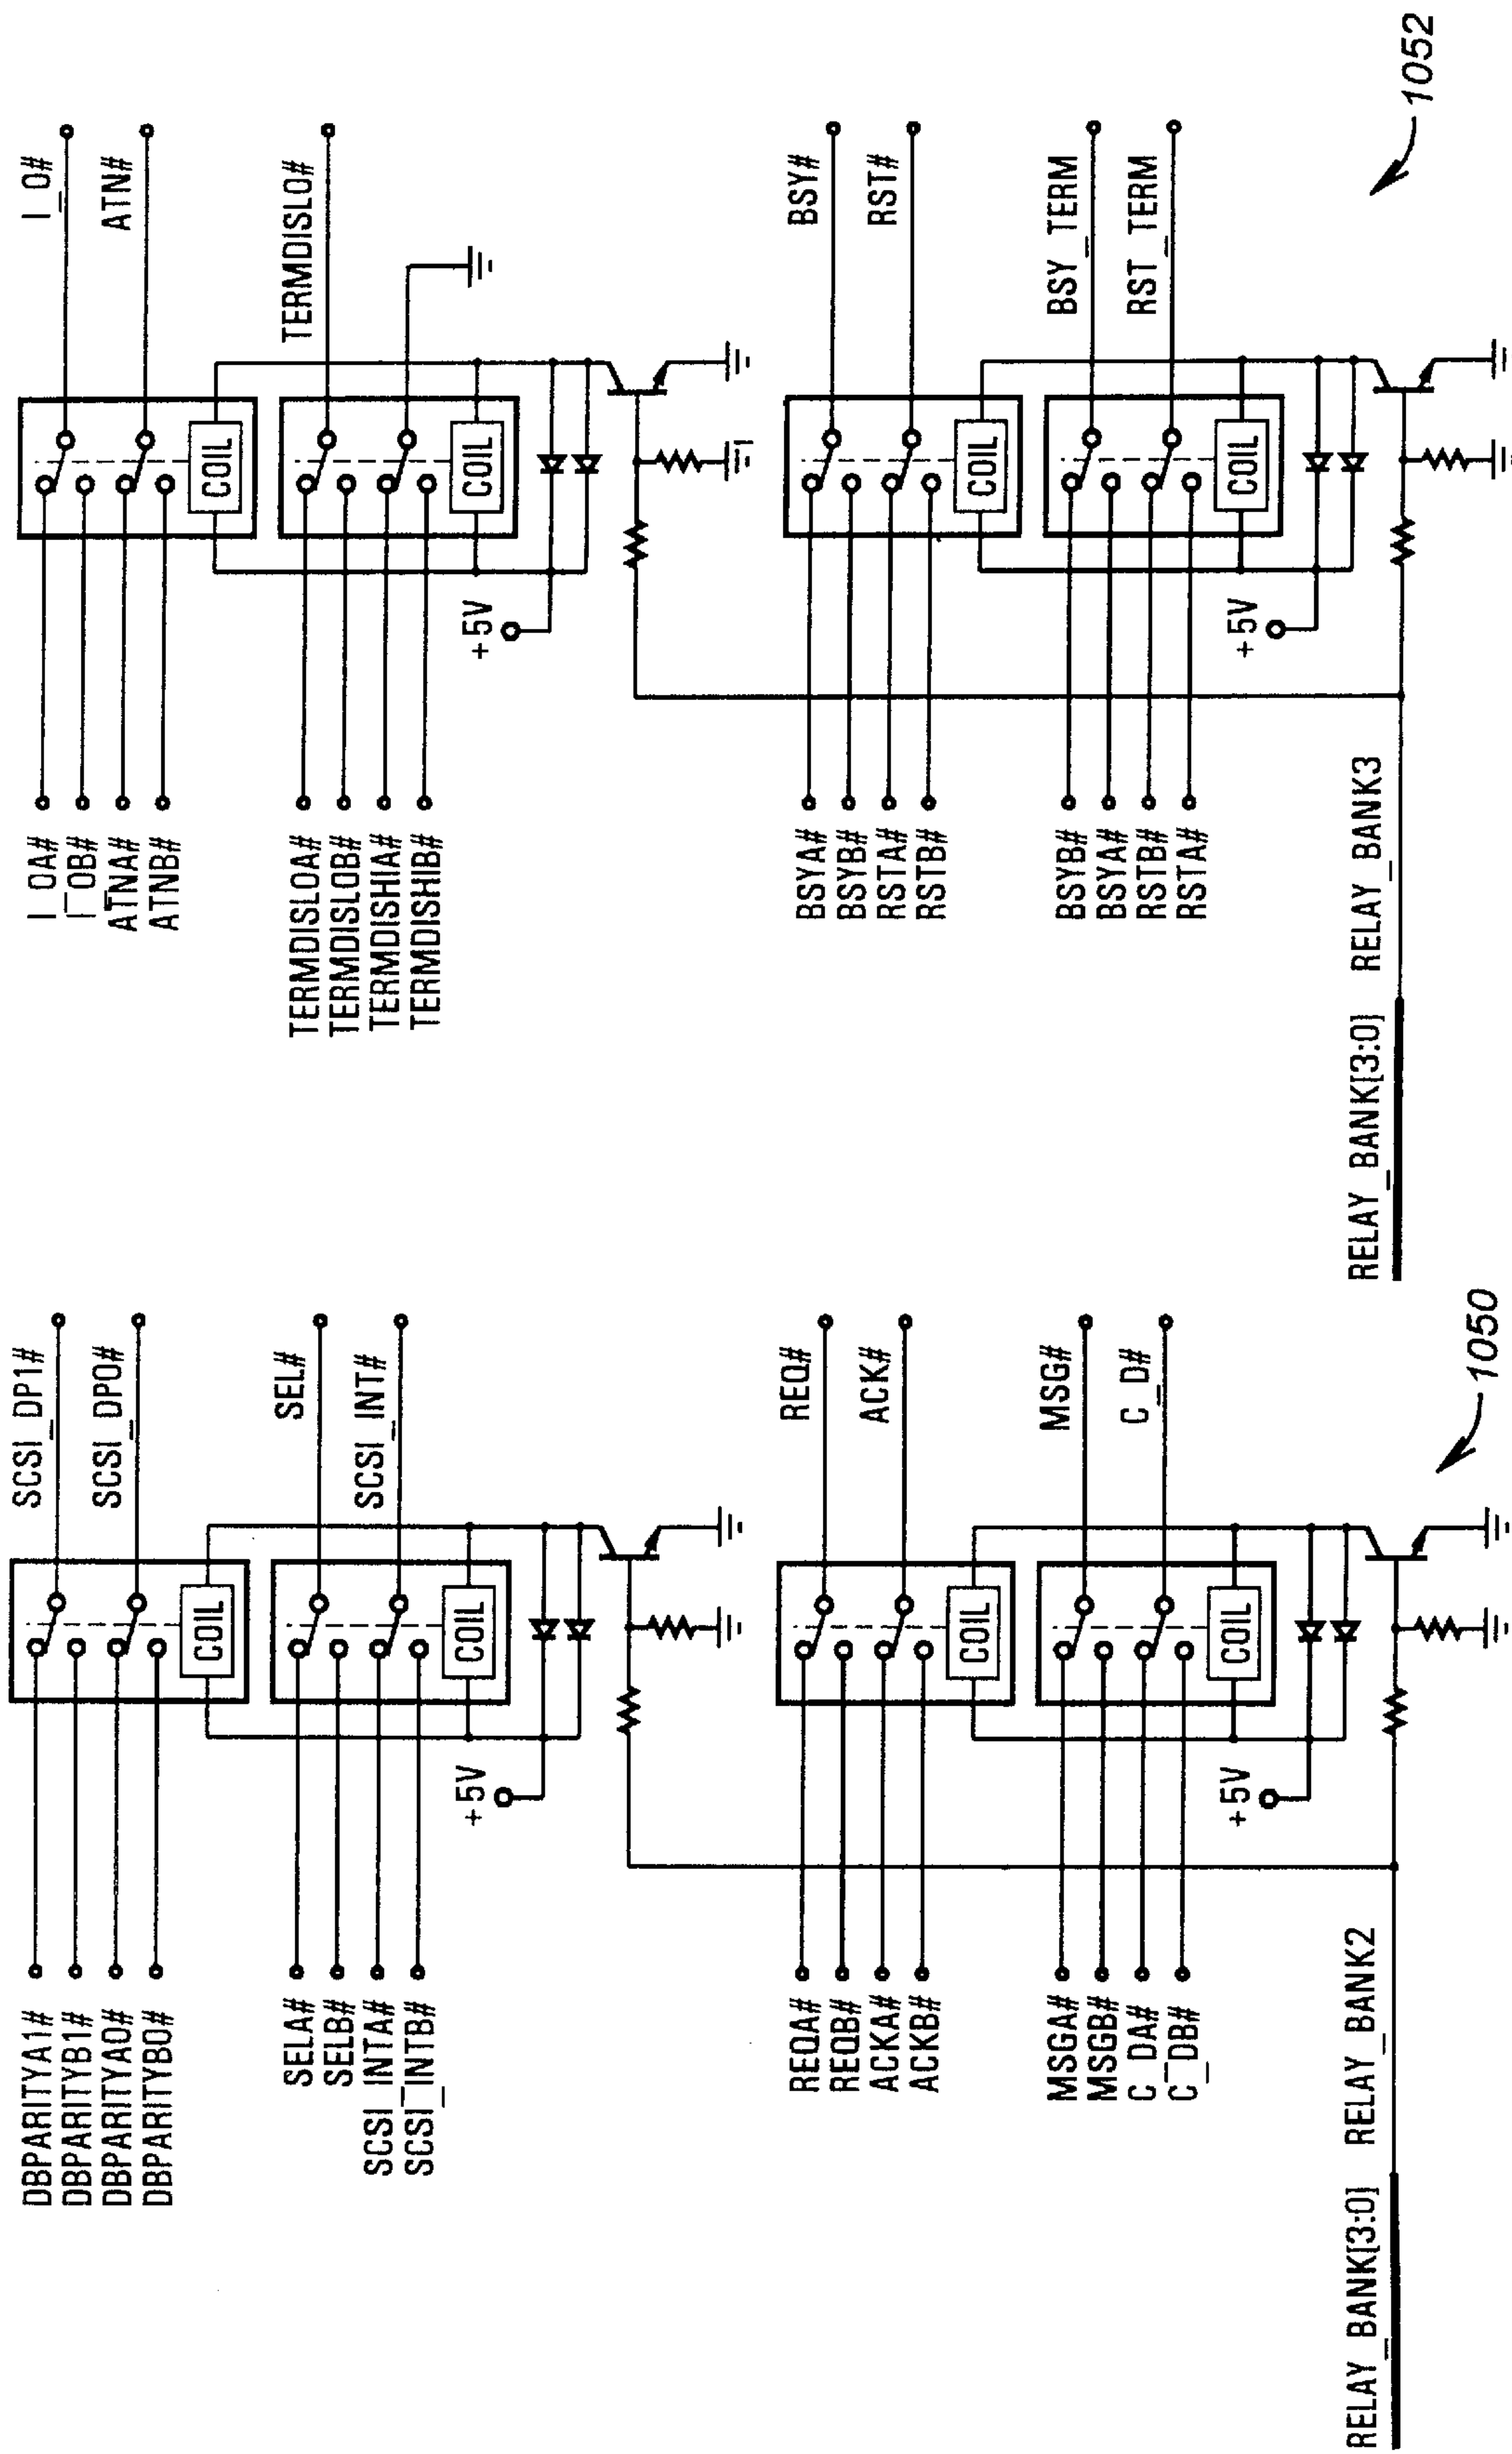 DBPARITYA1#
DBPARITYB1#
DBPARITYA0#
DBPARITYB0#
SCSI_DP1#
SCSI_DP0#
COIL
SELA#
SELB#
SCSI_INTA#
SCSI_INTB#
SEL#
SCSI_INT#
COIL
+5V
REQA#
REQB#
ACKA#
ACKB#
REQ#
ACK#
COIL
MSGA#
MSGB#
C_DA#
C_DB#
MSG#
C_D#
COIL
+5V
RELAY_BANK[3:0] RELAY_BANK2
1050
I_OA#
I_OB#
ATNA#
ATNB#
I_O#
ATN#
COIL
TERMDISLOA#
TERMDISLOB#
TERMDISHIA#
TERMDISHIB#
TERMDISLO#
COIL
+5V
BSYA#
BSYB#
RSTA#
RSTB#
BSY#
RST#
COIL
BSYB#
BSYA#
RSTB#
RSTA#
BSY_TERM
RST_TERM
COIL
+5V
RELAY_BANK[3:0] RELAY_BANK3
1052